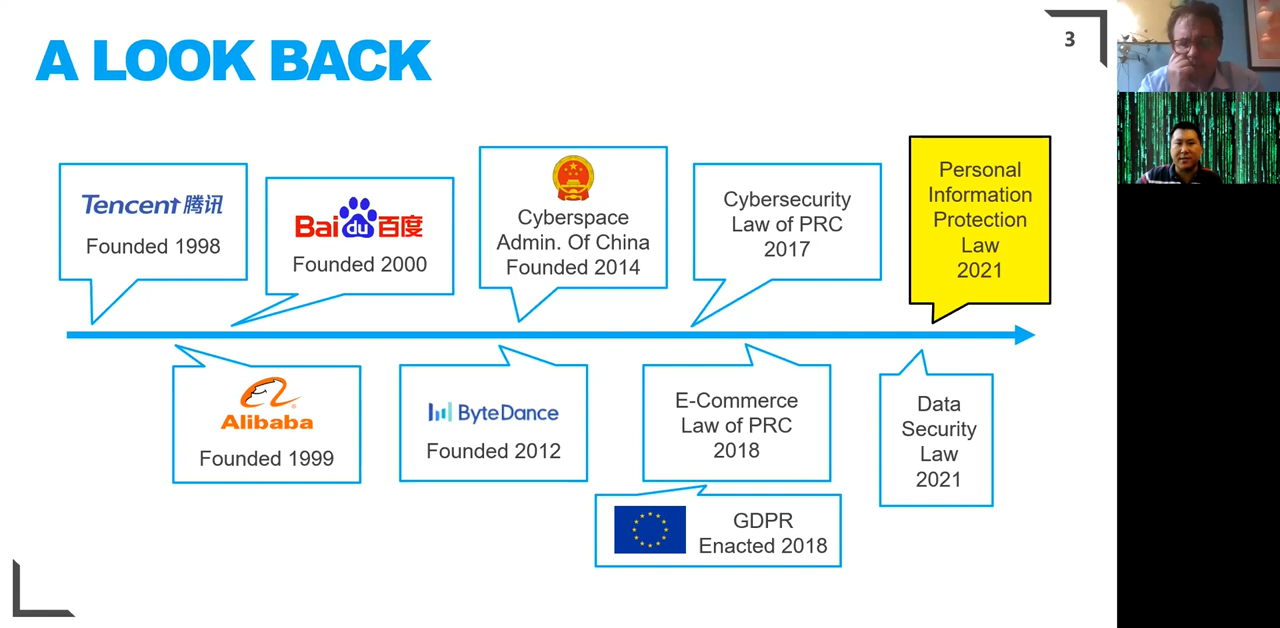 A LOOK BACK
3
Tencent 腾讯
Founded 1998
Bai du 百度
Founded 2000
Cyberspace
Admin. Of China
Founded 2014
Cybersecurity
Law of PRC
2017
Personal
Information
Protection
Law
2021
Alibaba
Founded 1999
ByteDance
Founded 2012
E-Commerce
Law of PRC
2018
Data
Security
Law
2021
GDPR
Enacted 2018